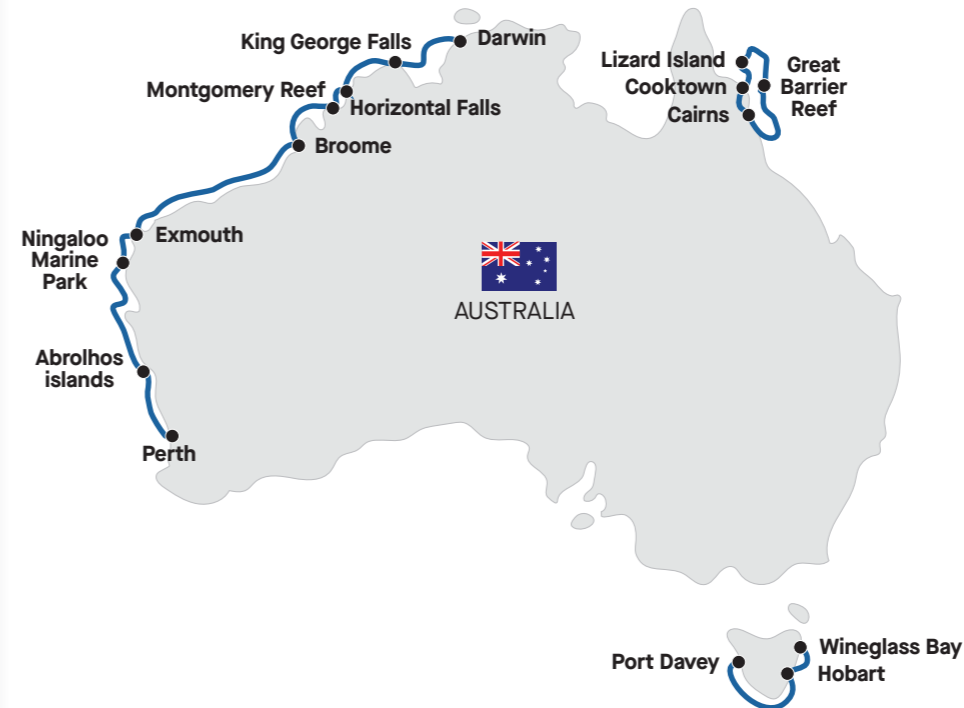 King George Falls
Darwin
Montgomery Reef
Horizontal Falls
Broome
Exmouth
Ningaloo
Marine
Park
Abrolhos
islands
Perth
Lizard Island
Cooktown
Cairns
Great
Barrier
Reef
AUSTRALIA
Port Davey
Wineglass Bay
Hobart